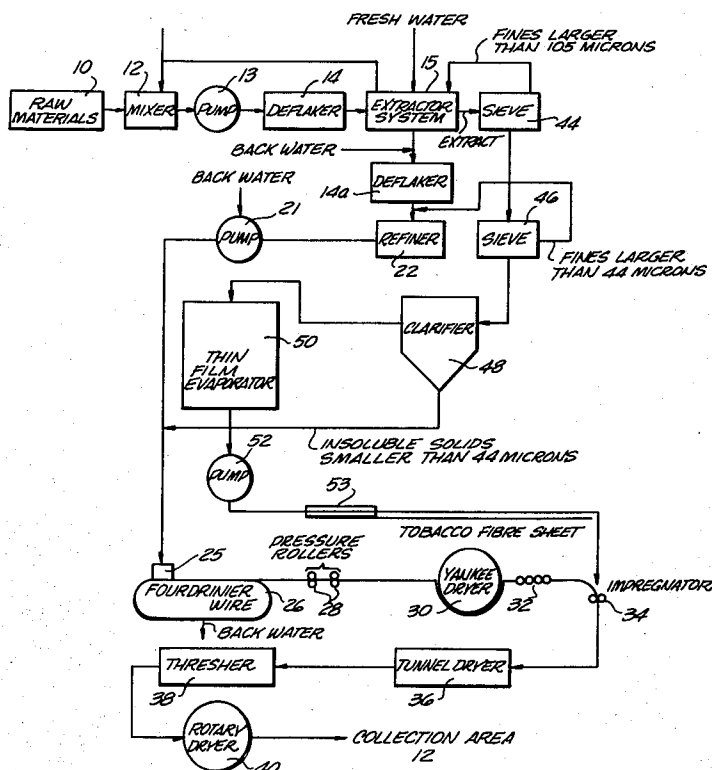 FRESH WATER
FINES LARGER
THAN 105 MICRONS
10
12
13
14
15
RAW
MATERIALS
MIXER
PUMP
DEFLAKER
EXTRACTOR
SYSTEM
SIEVE
44
EXTRACT
BACK WATER
DEFLAKER
14a
BACK WATER
21
PUMP
REFINER
22
46
SIEVE
FINES LARGER
THAN 44 MICRONS
50
THIN
FILM
EVAPORATOR
CLARIFIER
48
INSOLUBLE SOLIDS
SMALLER THAN 44 MICRONS
52
PUMP
53
TOBACCO FIBRE SHEET
25
PRESSURE
ROLLERS
FOURDRINIER
WIRE
26
28
YANKEE
DRYER
30
32
IMPREGNATOR
34
BACK WATER
THRESHER
38
TUNNEL DRYER
36
ROTARY
DRYER
40
COLLECTION AREA
12